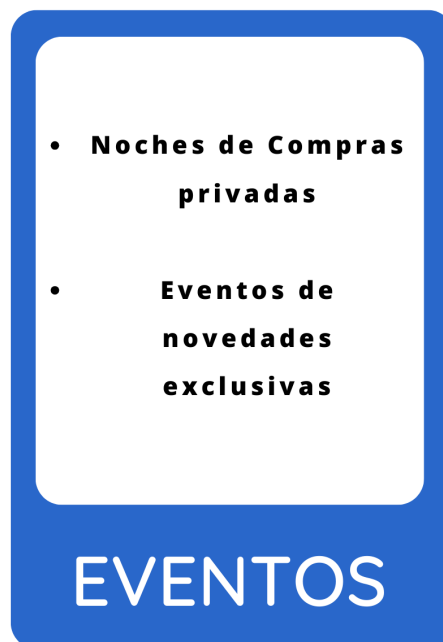 • Noches de Compras
privadas
• Eventos de
novedades
exclusivas
EVENTOS